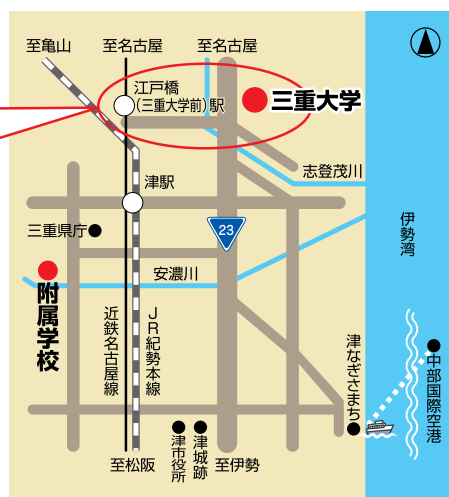 至亀山
至名古屋
至名古屋
江戸橋
(三重大学前)駅
三重大学
志登茂川
津駅
三重県庁
23
伊勢湾
附属学校
安濃川
近鉄名古屋線
JR紀勢本線
津なぎさまち
中部国際空港
至松阪
津市役所
津城跡
至伊勢